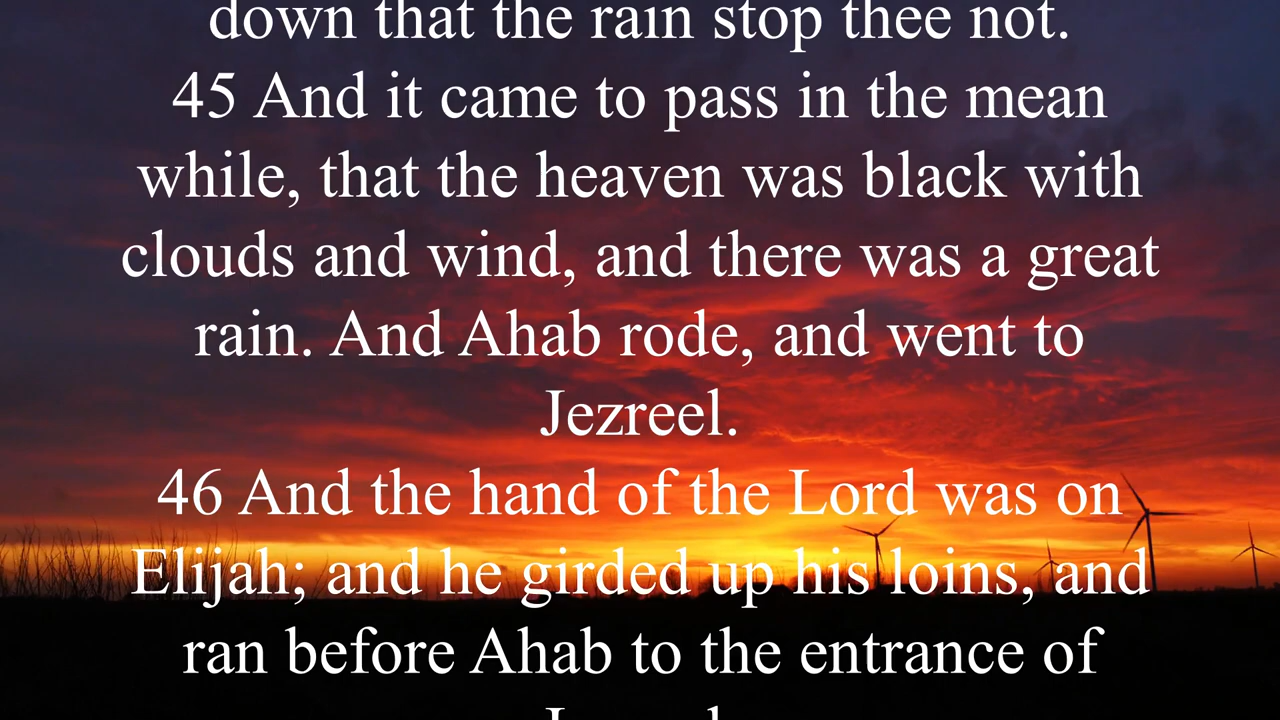 down that the rain stop thee not.
45 And it came to pass in the mean
while, that the heaven was black with
clouds and wind, and there was a great
rain. And Ahab rode, and went to
Jezreel.
46 And the hand of the Lord was on
Elijah; and he girded up his loins, and
ran before Ahab to the entrance of